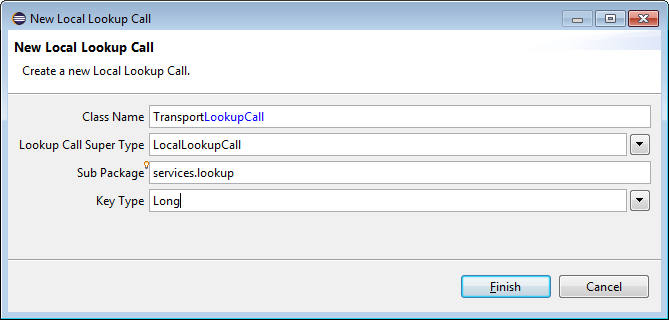 New Local Lookup Call
New Local Lookup Call
Create a new Local Lookup Call.
Class Name TransportLookupCall
Lookup Call Super Type LocalLookupCall
Sub Package services.lookup
Key Type Long
Finish Cancel